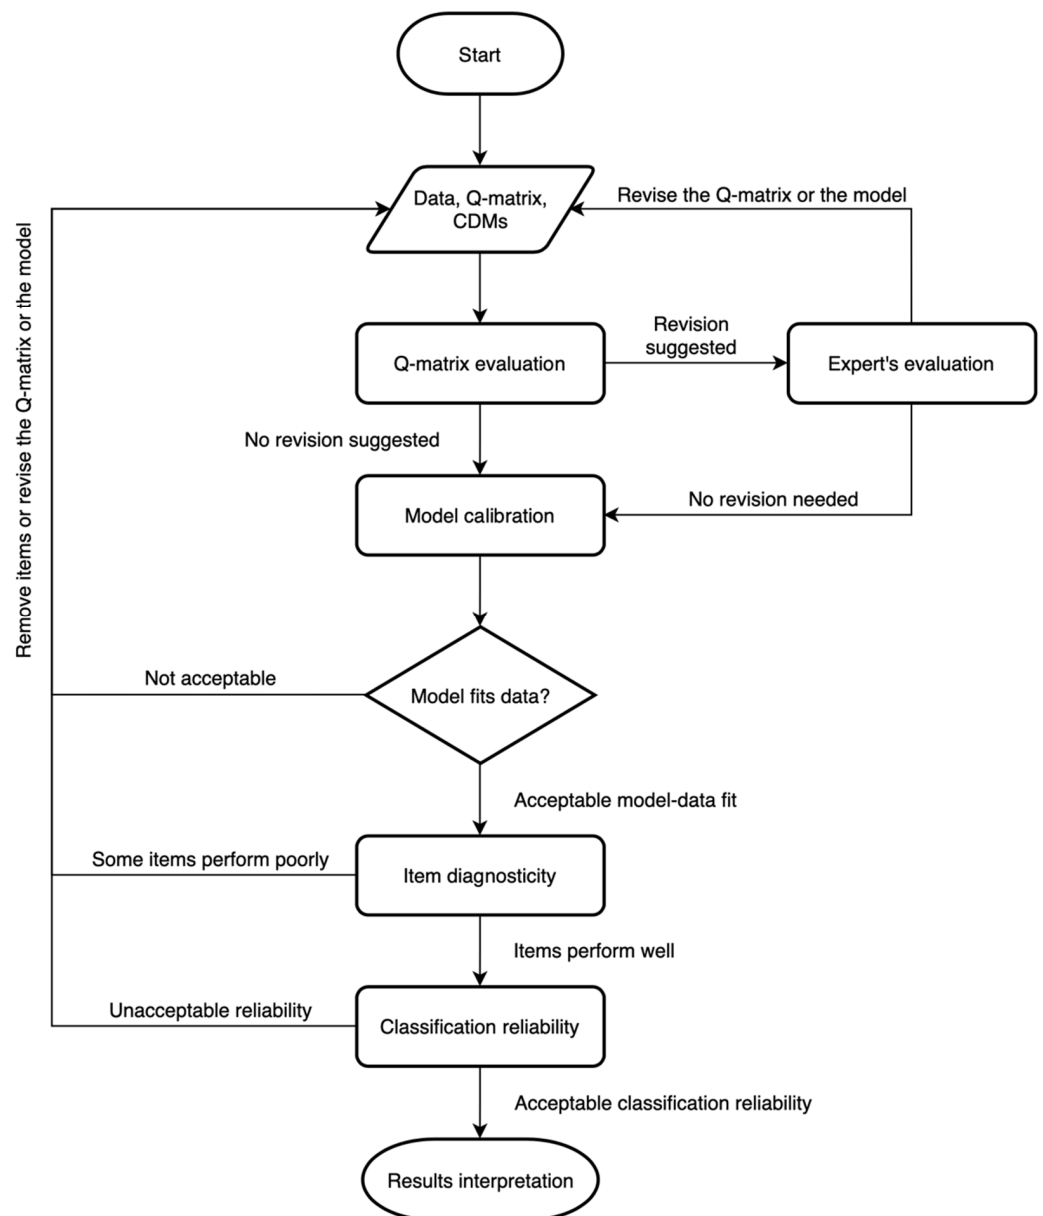 Start
Data, Q-matrix,
CDMs
Revise the Q-matrix or the model
Remove items or revise the Q-matrix or the model
Q-matrix evaluation
Revision
suggested
Expert's evaluation
No revision suggested
Model calibration
No revision needed
Not acceptable
Model fits data?
Acceptable model-data fit
Some items perform poorly
Item diagnosticity
Items perform well
Unacceptable reliability
Classification reliability
Acceptable classification reliability
Results interpretation